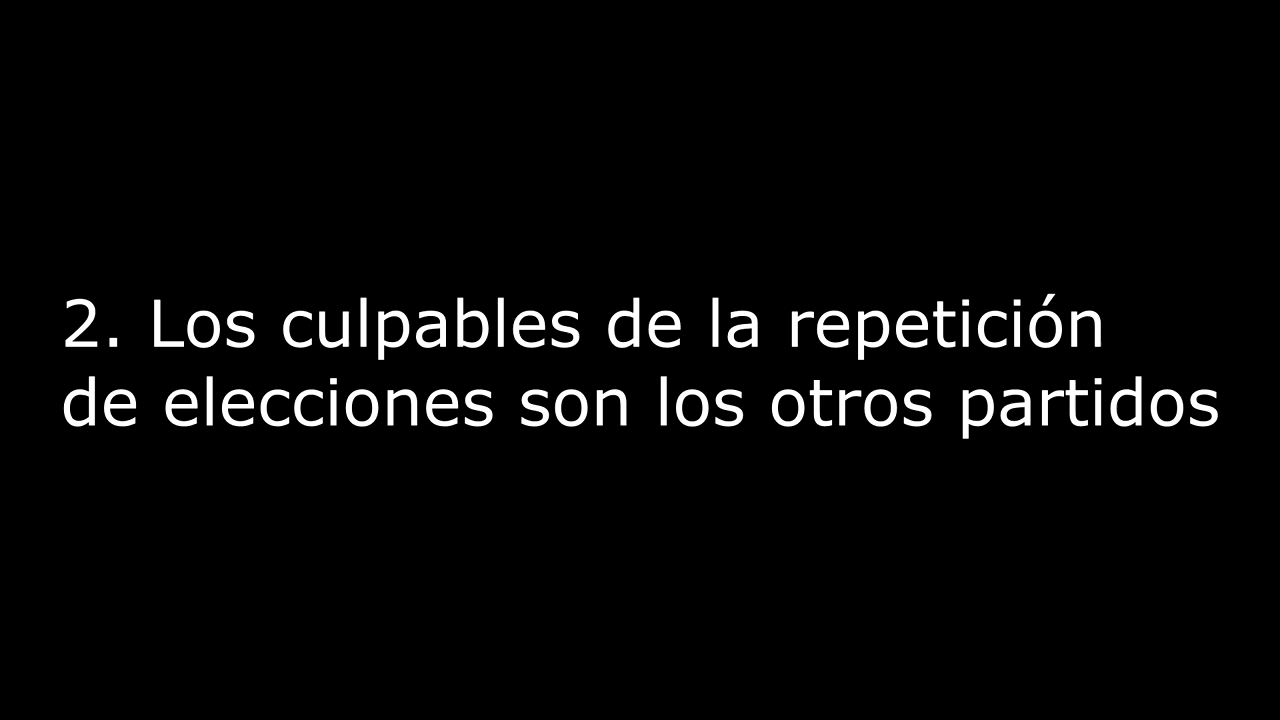 2. Los culpables de la repetición
de elecciones son los otros partidos